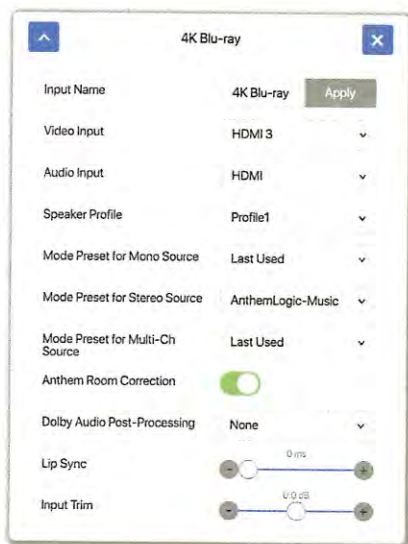 4K Blu-ray
Input Name 4K Blu-ray Apply
Video Input HDMI 3
Audio Input HDMI
Speaker Profile Profile1
Mode Preset for Mono Source Last Used
Mode Preset for Stereo Source AnthemLogic-Music
Mode Preset for Multi-Ch Source Last Used
Anthem Room Correction
Dolby Audio Post-Processing None
Lip Sync 0 ms
Input Trim 0.0 dB